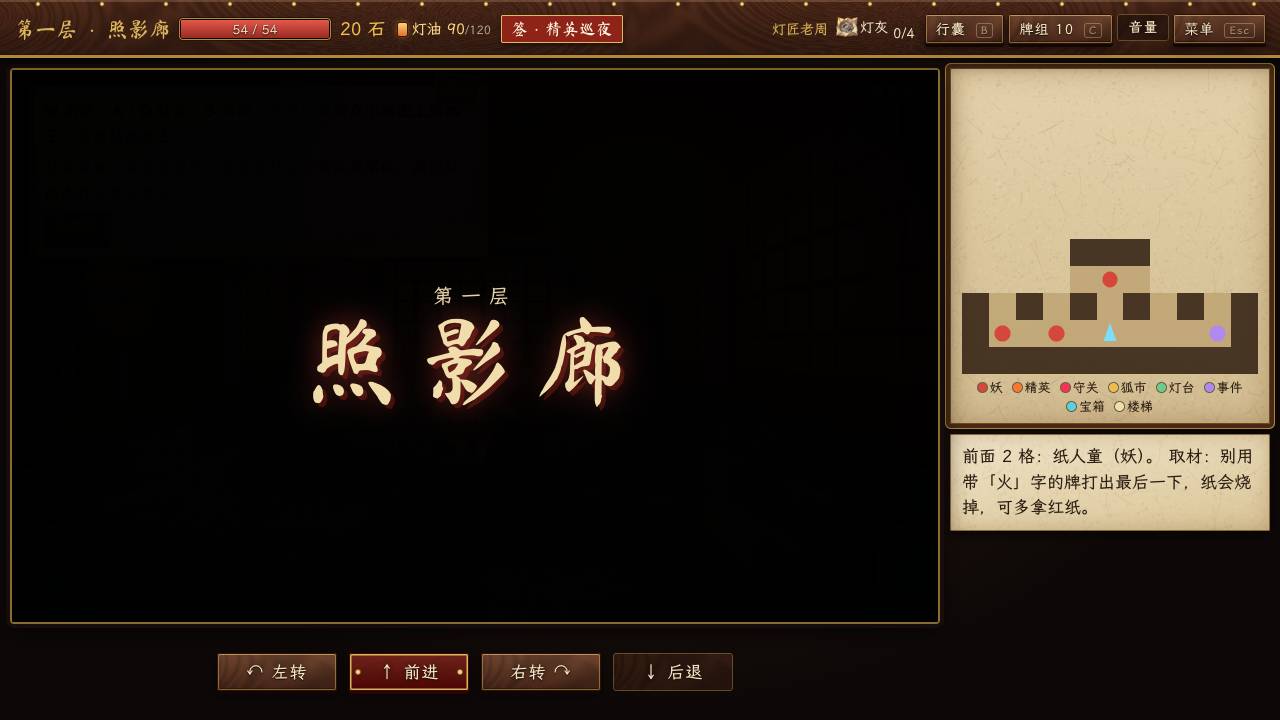 第一层 · 照影廊
54 / 54
20 石
灯油 90/120
签 · 精英巡夜
灯匠老周
灯灰 0/4
行囊 B
牌组 10 C
音量
菜单 Esc
第一层
照影廊
妖 精英 守关 狐市 灯台 事件
宝箱 楼梯
前面 2 格：纸人童（妖）。 取材：别用
带「火」字的牌打出最后一下，纸会烧
掉，可多拿红纸。
↶ 左转
↑ 前进
右转 ↷
↓ 后退